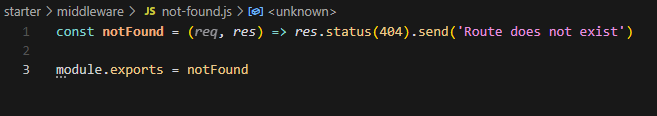 starter > middleware > JS not-found.js > <unknown>
1 const notFound = (req, res) => res.status(404).send('Route does not exist')
2
3 module.exports = notFound